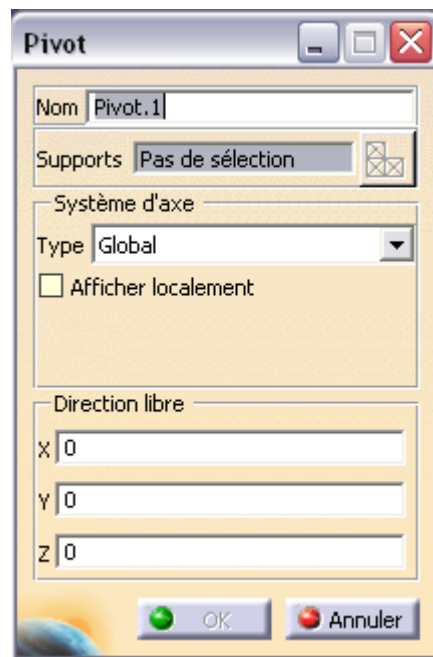 Pivot
Nom Pivot.1
Supports Pas de sélection
Système d'axe
Type Global
Afficher localement
Direction libre
X 0
Y 0
Z 0
OK Annuler